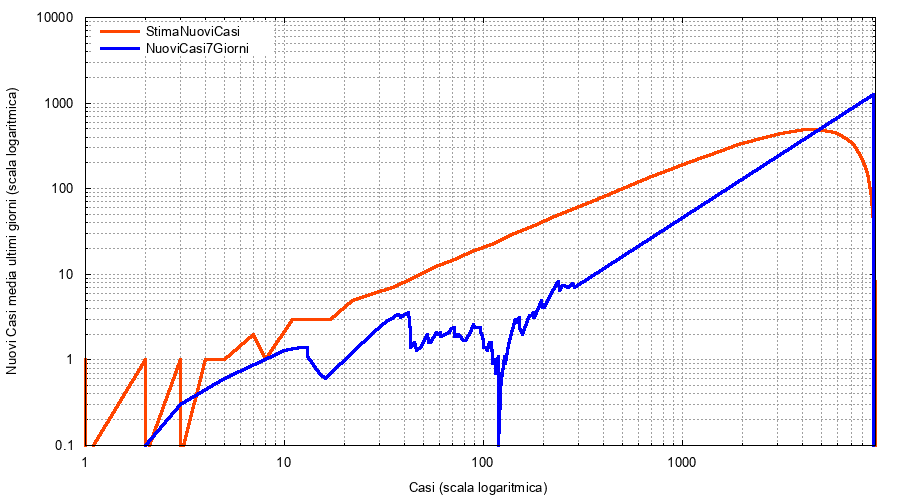 10000
1000
100
10
1
0.1
1
10
100
1000
StimaNuoviCasi
NuoviCasi7Giorni
Nuovi Casi media ultimi giorni (scala logaritmica)
Casi (scala logaritmica)